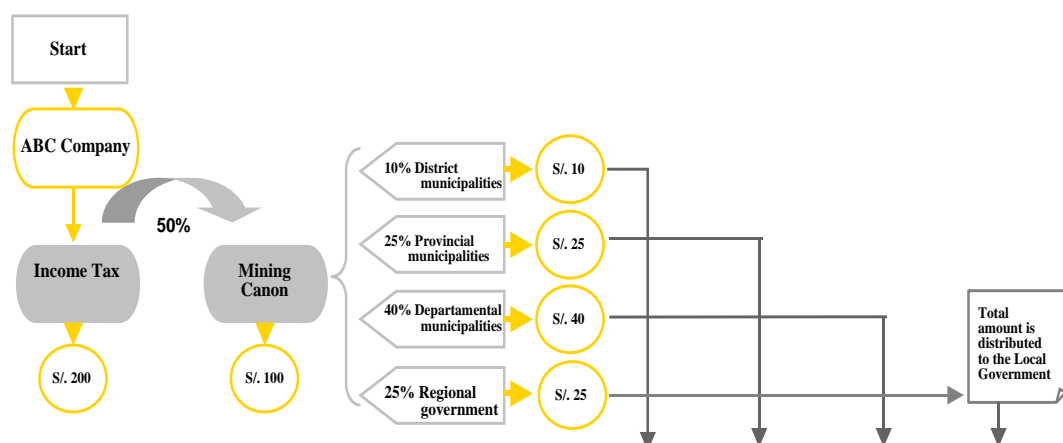 Start
ABC Company
50%
Income Tax
S/. 200
Mining
Canon
S/. 100
10% District
municipalities
S/. 10
25% Provincial
municipalities
S/. 25
40% Departamental
municipalities
S/. 40
25% Regional
government
S/. 25
Total
amount is
distributed
to the Local
Government